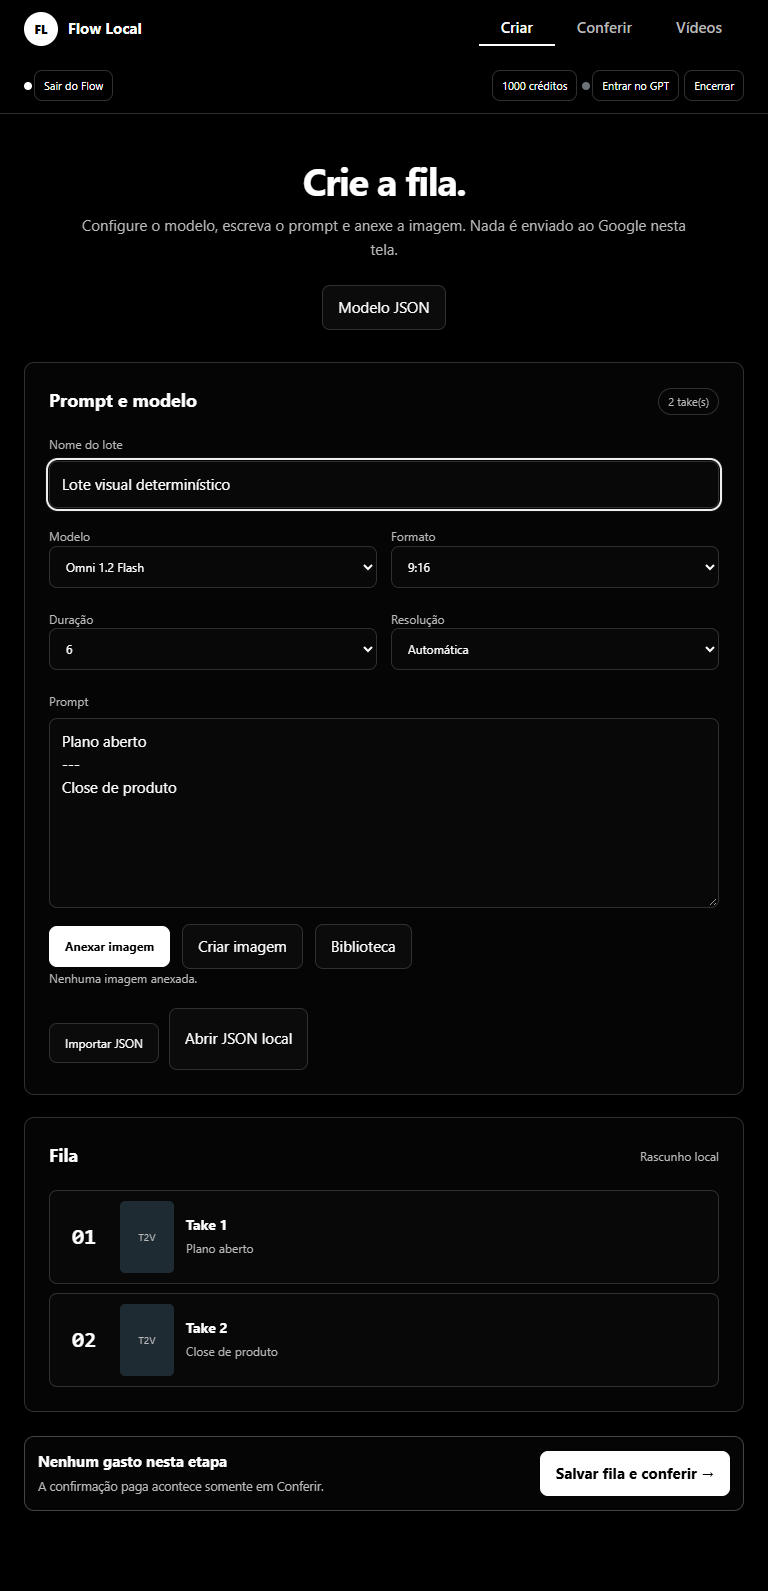 FL
Flow Local
Criar
Conferir
Vídeos
Sair do Flow
1000 créditos
Entrar no GPT
Encerrar
Crie a fila.
Configure o modelo, escreva o prompt e anexe a imagem. Nada é enviado ao Google nesta
tela.
Modelo JSON
Prompt e modelo
2 take(s)
Nome do lote
Lote visual determinístico
Modelo
Formato
Omni 1.2 Flash
9:16
Duração
Resolução
6
Automática
Prompt
Plano aberto
---
Close de produto
Anexar imagem
Criar imagem
Biblioteca
Nenhuma imagem anexada.
Importar JSON
Abrir JSON local
Fila
Rascunho local
01
T2V
Take 1
Plano aberto
02
T2V
Take 2
Close de produto
Nenhum gasto nesta etapa
A confirmação paga acontece somente em Conferir.
Salvar fila e conferir →